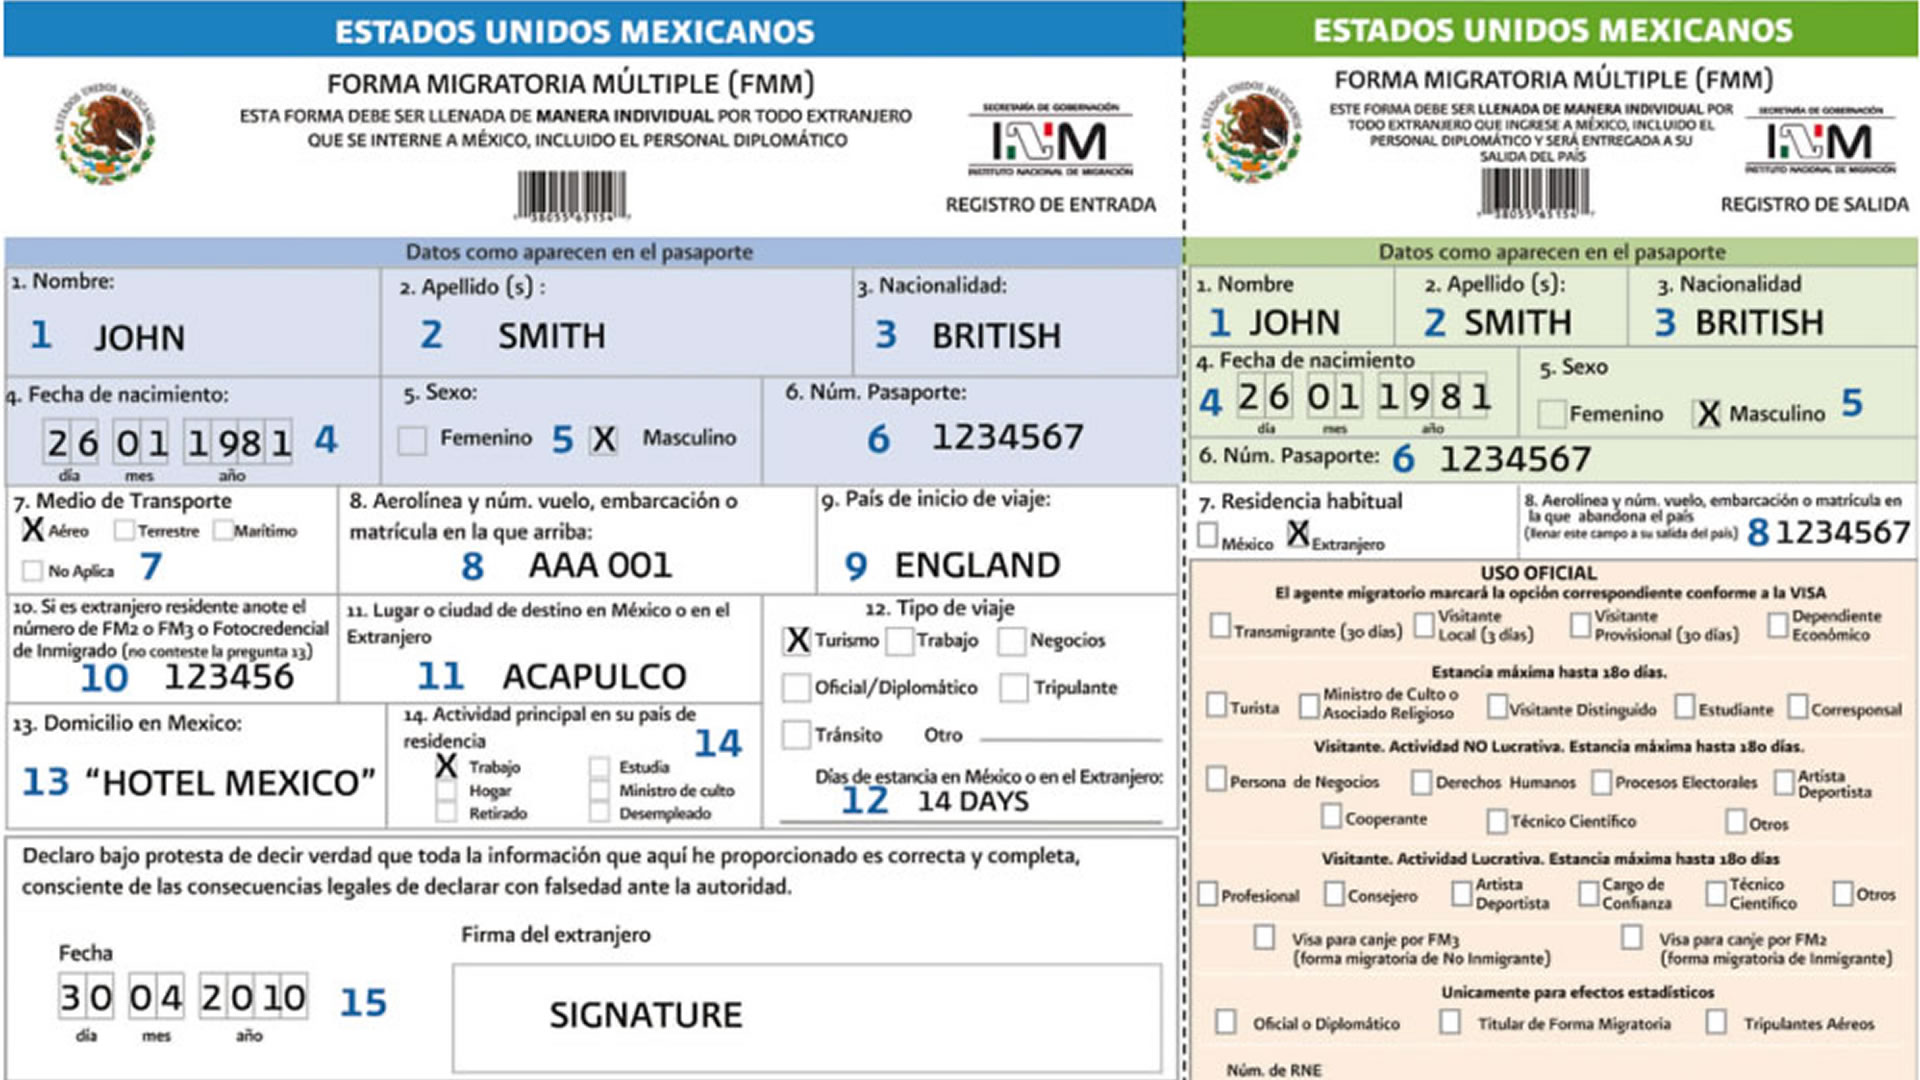 ESTADOS UNIDOS MEXICANOS
FORMA MIGRATORIA MÚLTIPLE (FMM)
ESTA FORMA DEBE SER LLENADA DE MANERA INDIVIDUAL POR TODO EXTRANJERO
QUE SE INTERNE A MÉXICO, INCLUIDO EL PERSONAL DIPLOMÁTICO
ESTADOS UNIDOS MEXICANOS
SECRETARÍA DE GOBERNACIÓN
INM
INSTITUTO NACIONAL DE MIGRACIÓN
REGISTRO DE ENTRADA
7 38055 65154 7
Datos como aparecen en el pasaporte
1. Nombre:
1 JOHN
2. Apellido (s) :
2 SMITH
3. Nacionalidad:
3 BRITISH
4. Fecha de nacimiento:
26 01 1981 4
día mes año
5. Sexo:
Femenino 5 X Masculino
6. Núm. Pasaporte:
6 1234567
7. Medio de Transporte
X Aéreo Terrestre Marítimo
No Aplica 7
8. Aerolínea y núm. vuelo, embarcación o
matrícula en la que arriba:
8 AAA 001
9. País de inicio de viaje:
9 ENGLAND
10. Si es extranjero residente anote el
número de FM2 o FM3 o Fotocredencial
de Inmigrado (no conteste la pregunta 13)
10 123456
11. Lugar o ciudad de destino en México o en el
Extranjero
11 ACAPULCO
12. Tipo de viaje
X Turismo Trabajo Negocios
Oficial/Diplomático Tripulante
Tránsito Otro
Días de estancia en México o en el Extranjero:
12 14 DAYS
13. Domicilio en Mexico:
13 “HOTEL MEXICO”
14. Actividad principal en su país de
residencia 14
X Trabajo Estudia
Hogar Ministro de culto
Retirado Desempleado
Declaro bajo protesta de decir verdad que toda la información que aquí he proporcionado es correcta y completa,
consciente de las consecuencias legales de declarar con falsedad ante la autoridad.
Fecha
30 04 2010 15
día mes año
Firma del extranjero
SIGNATURE
ESTADOS UNIDOS MEXICANOS
FORMA MIGRATORIA MÚLTIPLE (FMM)
ESTE FORMA DEBE SER LLENADA DE MANERA INDIVIDUAL POR
TODO EXTRANJERO QUE INGRESE A MÉXICO, INCLUIDO EL
PERSONAL DIPLOMÁTICO Y SERÁ ENTREGADA A SU
SALIDA DEL PAÍS
ESTADOS UNIDOS MEXICANOS
SECRETARÍA DE GOBERNACIÓN
INM
INSTITUTO NACIONAL DE MIGRACIÓN
REGISTRO DE SALIDA
7 38055 65154 7
Datos como aparecen en el pasaporte
1. Nombre
1 JOHN
2. Apellido (s):
2 SMITH
3. Nacionalidad
3 BRITISH
4. Fecha de nacimiento
4 26 01 1981
día mes año
5. Sexo
Femenino X Masculino 5
6. Núm. Pasaporte: 6 1234567
7. Residencia habitual
México X Extranjero
8. Aerolínea y núm. vuelo, embarcación o matrícula en
la que abandona el país
(llenar este campo a su salida del país) 8 1234567
USO OFICIAL
El agente migratorio marcará la opción correspondiente conforme a la VISA
Transmigrante (30 días)
Visitante
Local (3 días)
Visitante
Provisional (30 días)
Dependiente
Económico
Estancia máxima hasta 180 días.
Turista
Ministro de Culto o
Asociado Religioso
Visitante Distinguido Estudiante Corresponsal
Visitante. Actividad NO Lucrativa. Estancia máxima hasta 180 días.
Persona de Negocios Derechos Humanos Procesos Electorales
Artista
Deportista
Cooperante Técnico Científico Otros
Visitante. Actividad Lucrativa. Estancia máxima hasta 180 días
Profesional Consejero
Artista
Deportista
Cargo de
Confianza
Técnico
Científico
Otros
Visa para canje por FM3
(forma migratoria de No Inmigrante)
Visa para canje por FM2
(forma migratoria de Inmigrante)
Unicamente para efectos estadísticos
Oficial o Diplomático Titular de Forma Migratoria Tripulantes Aéreos
Núm. de RNE